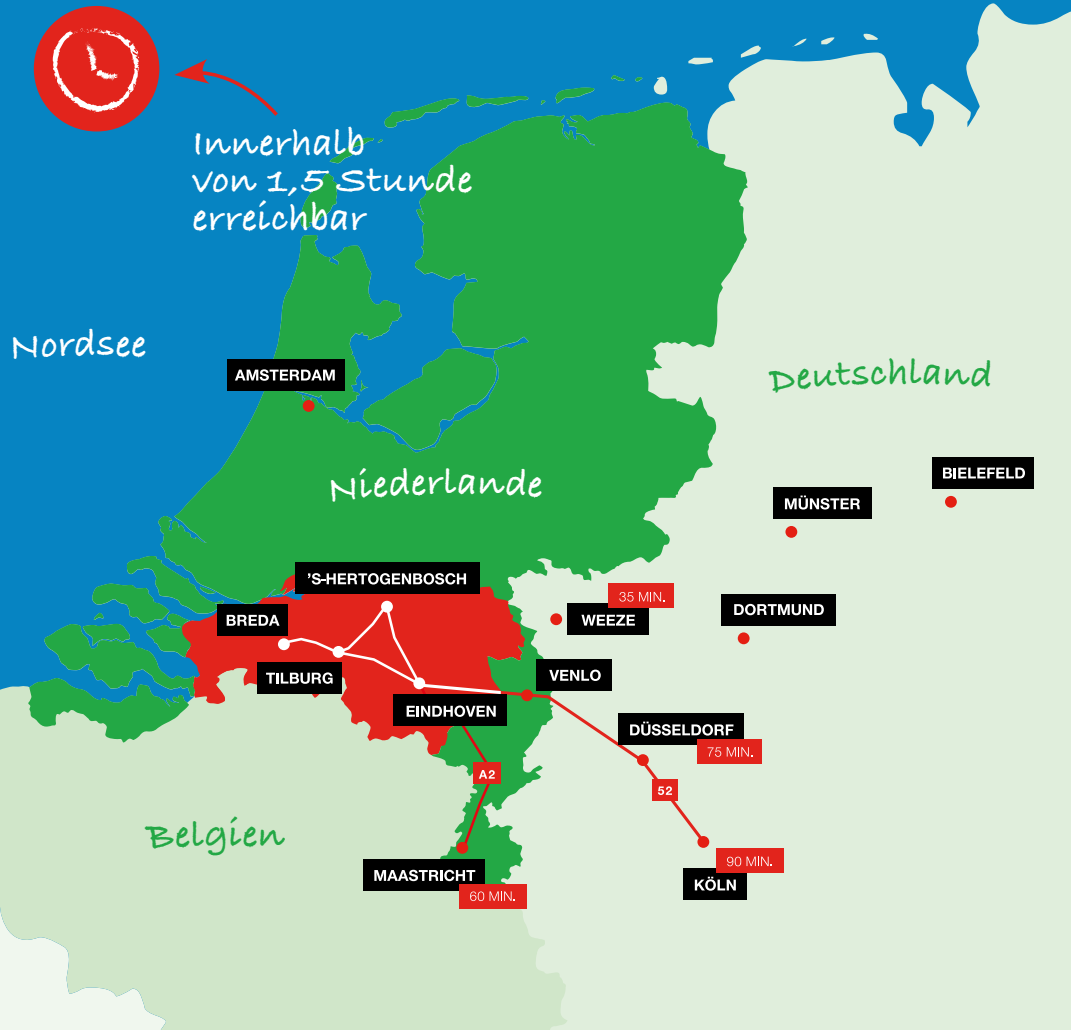 Innerhalb
von 1,5 Stunde
erreichbar
Nordsee
AMSTERDAM
Deutschland
Niederlande
BIELEFELD
MÜNSTER
'S-HERTOGENBOSCH
35 MIN.
WEEZE
DORTMUND
BREDA
TILBURG
VENLO
EINDHOVEN
DÜSSELDORF
75 MIN.
A2
52
Belgien
MAASTRICHT
60 MIN.
90 MIN.
KÖLN